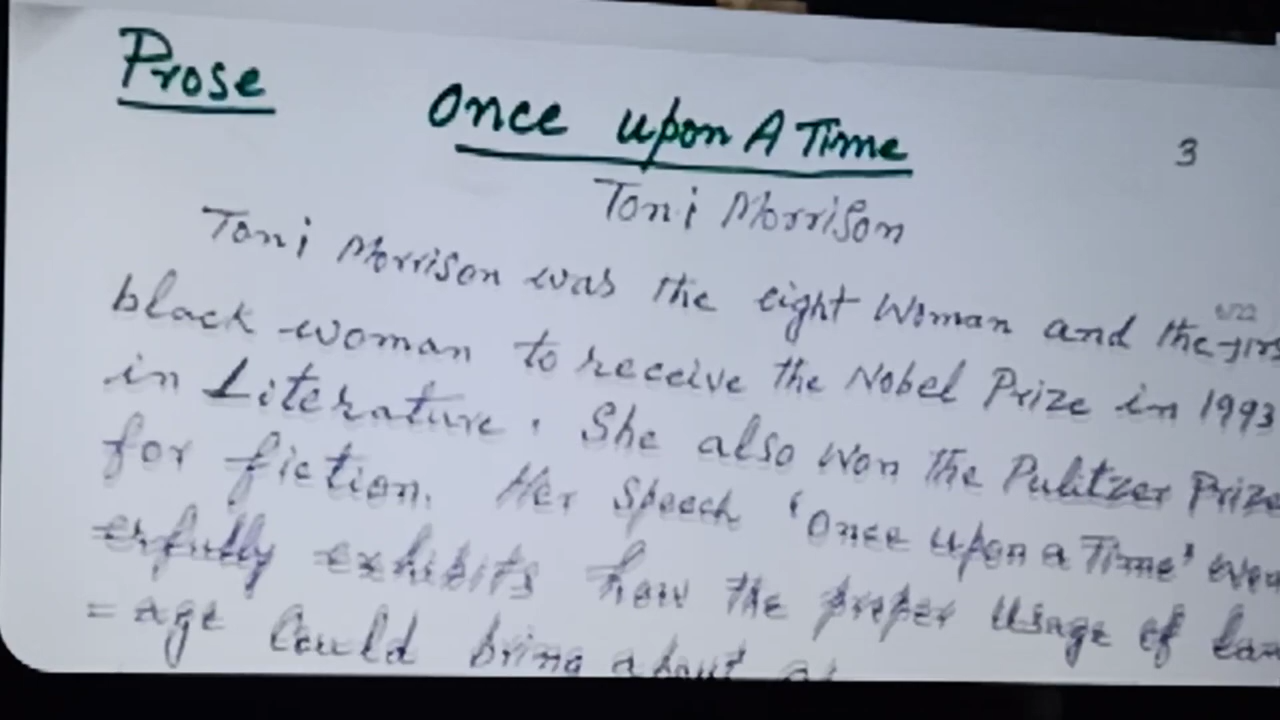 Prose
Once upon A Time
3
Toni Morrison
Toni Morrison was the eight Woman and the
black woman to receive the Nobel Prize in 1993
in Literature. She also won the Pulitzer Prize
for fiction. Her speech 'Once upon a Time'
erfully exhibits how the proper usage of
=age could bring about